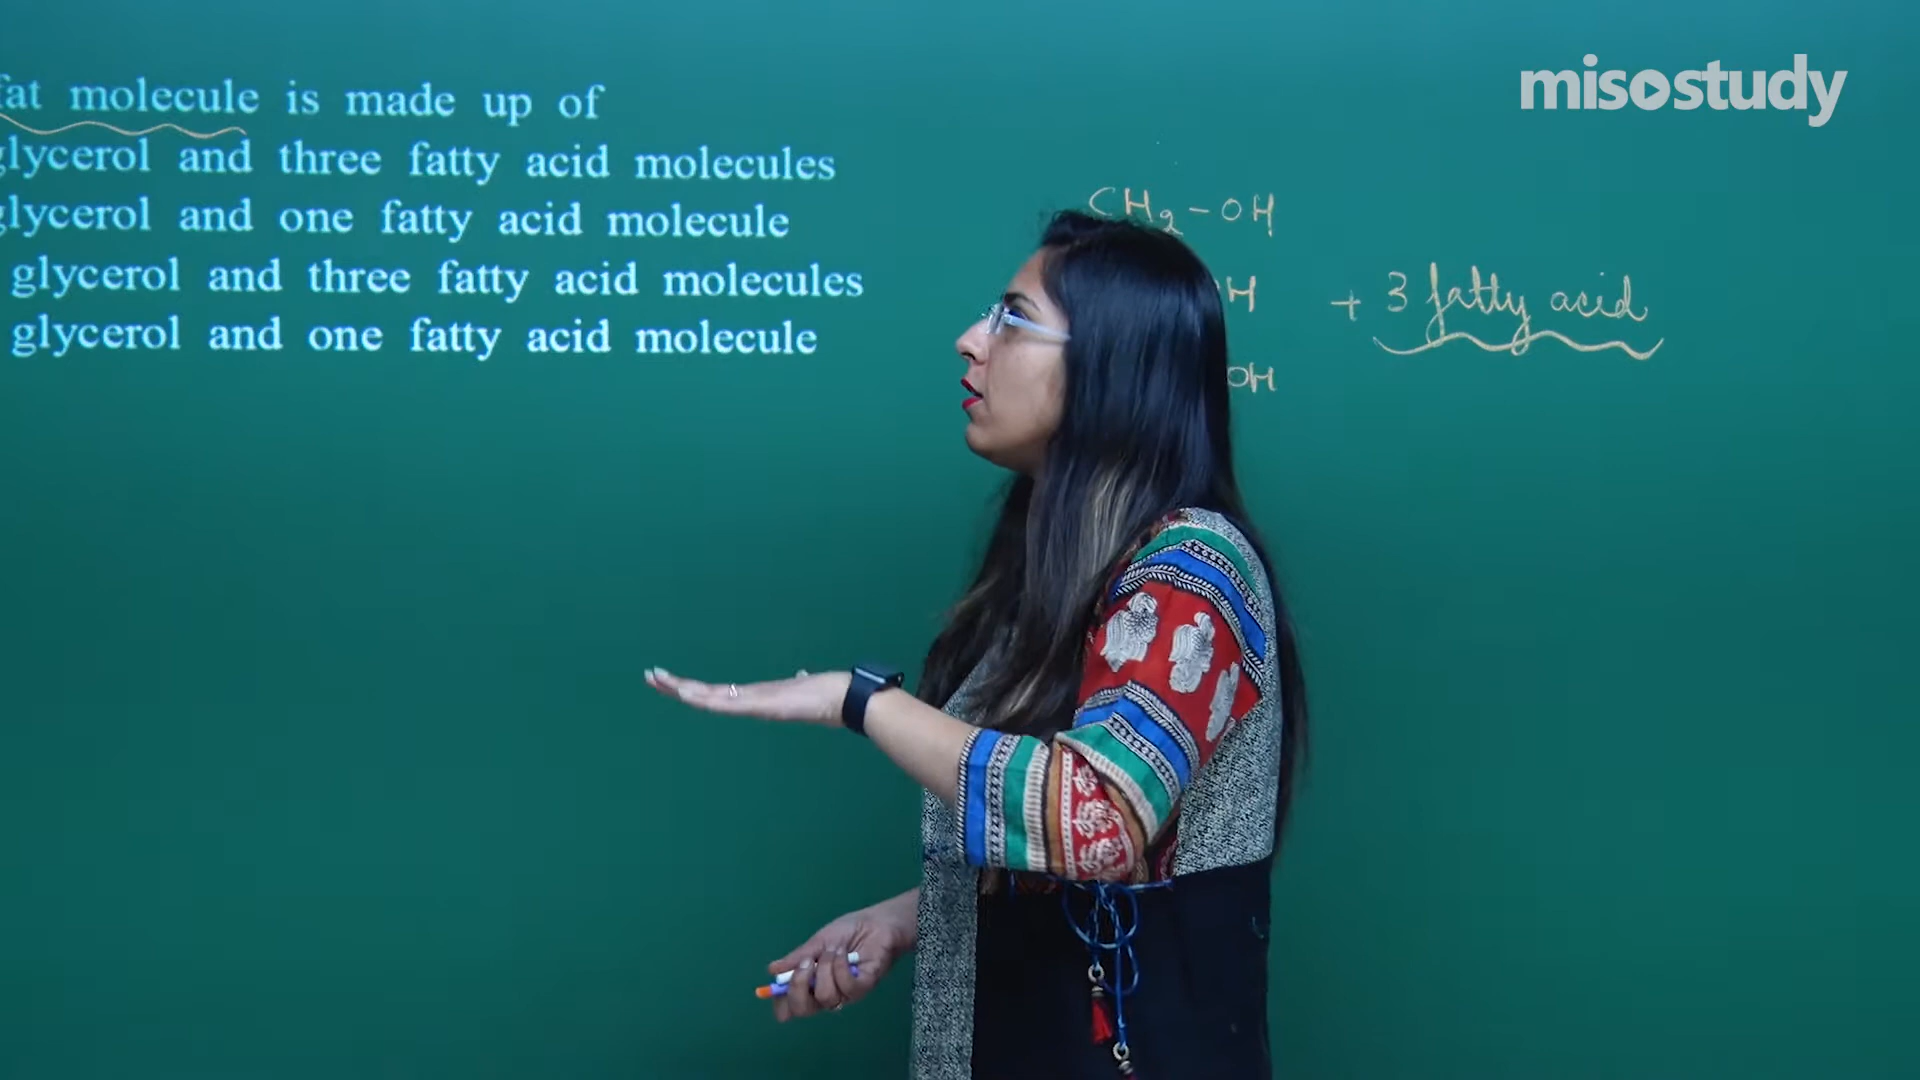 fat molecule is made up of
glycerol and three fatty acid molecules
glycerol and one fatty acid molecule
glycerol and three fatty acid molecules
glycerol and one fatty acid molecule
misostudy
CH2-OH
H
+ 3 fatty acid
OH